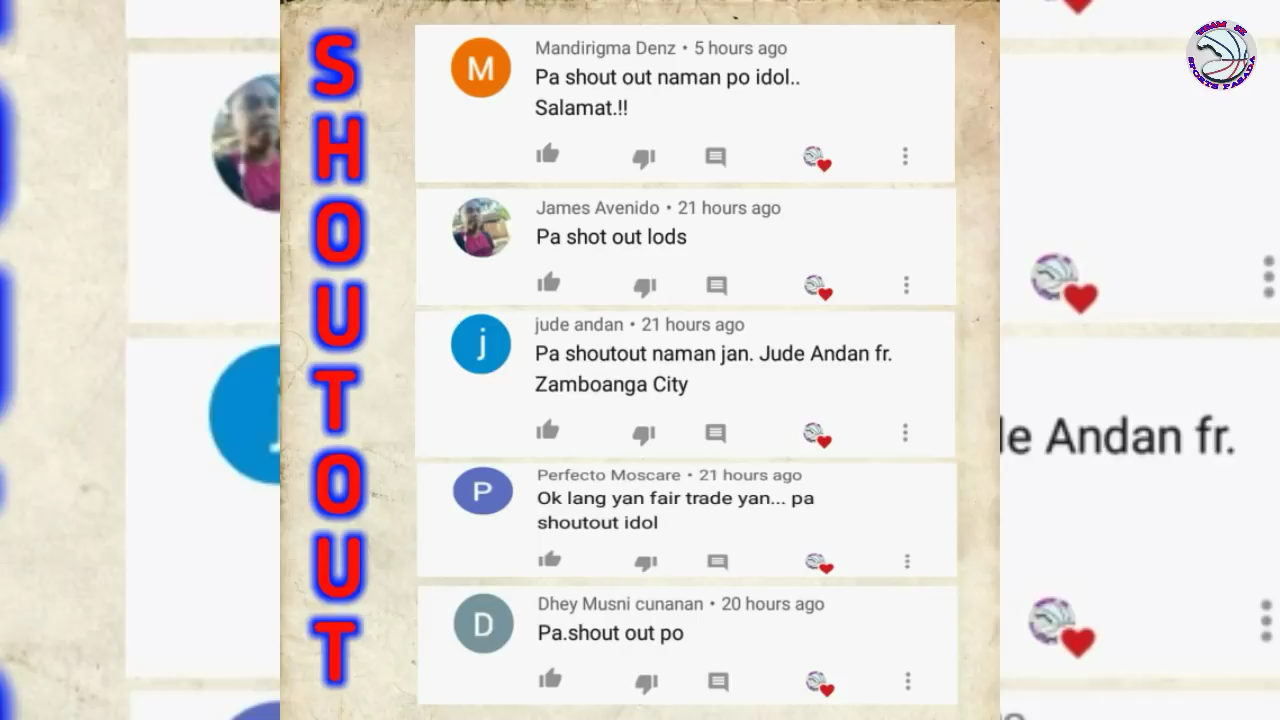 SHOUTOUT
M
Mandirigma Denz • 5 hours ago
Pa shout out naman po idol..
Salamat.!!
James Avenido • 21 hours ago
Pa shot out lods
j
jude andan • 21 hours ago
Pa shoutout naman jan. Jude Andan fr.
Zamboanga City
P
Perfecto Moscare • 21 hours ago
Ok lang yan fair trade yan... pa
shoutout idol
D
Dhey Musni cunanan • 20 hours ago
Pa.shout out po
Andan fr.
SPORTS PASADA